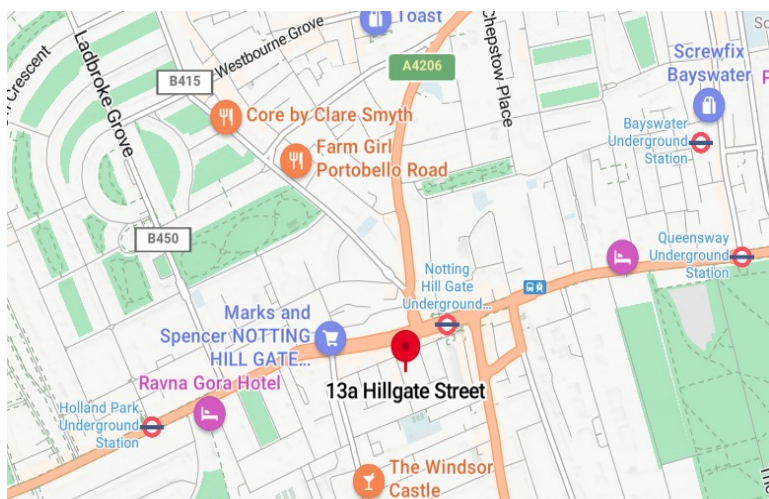 Toast
A4206
Chepstow Place
Screwfix
Bayswater
Crescent
Ladbroke Grove
Westbourne Grove
B415
Core by Clare Smyth
Farm Girl
Portobello Road
Bayswater
Underground
Station
B450
Queensway
Underground
Station
Notting
Hill Gate
Underground...
Marks and
Spencer NOTTING
HILL GATE...
13a Hillgate Street
Ravna Gora Hotel
Holland Park
Underground
Station
The Windsor
Castle